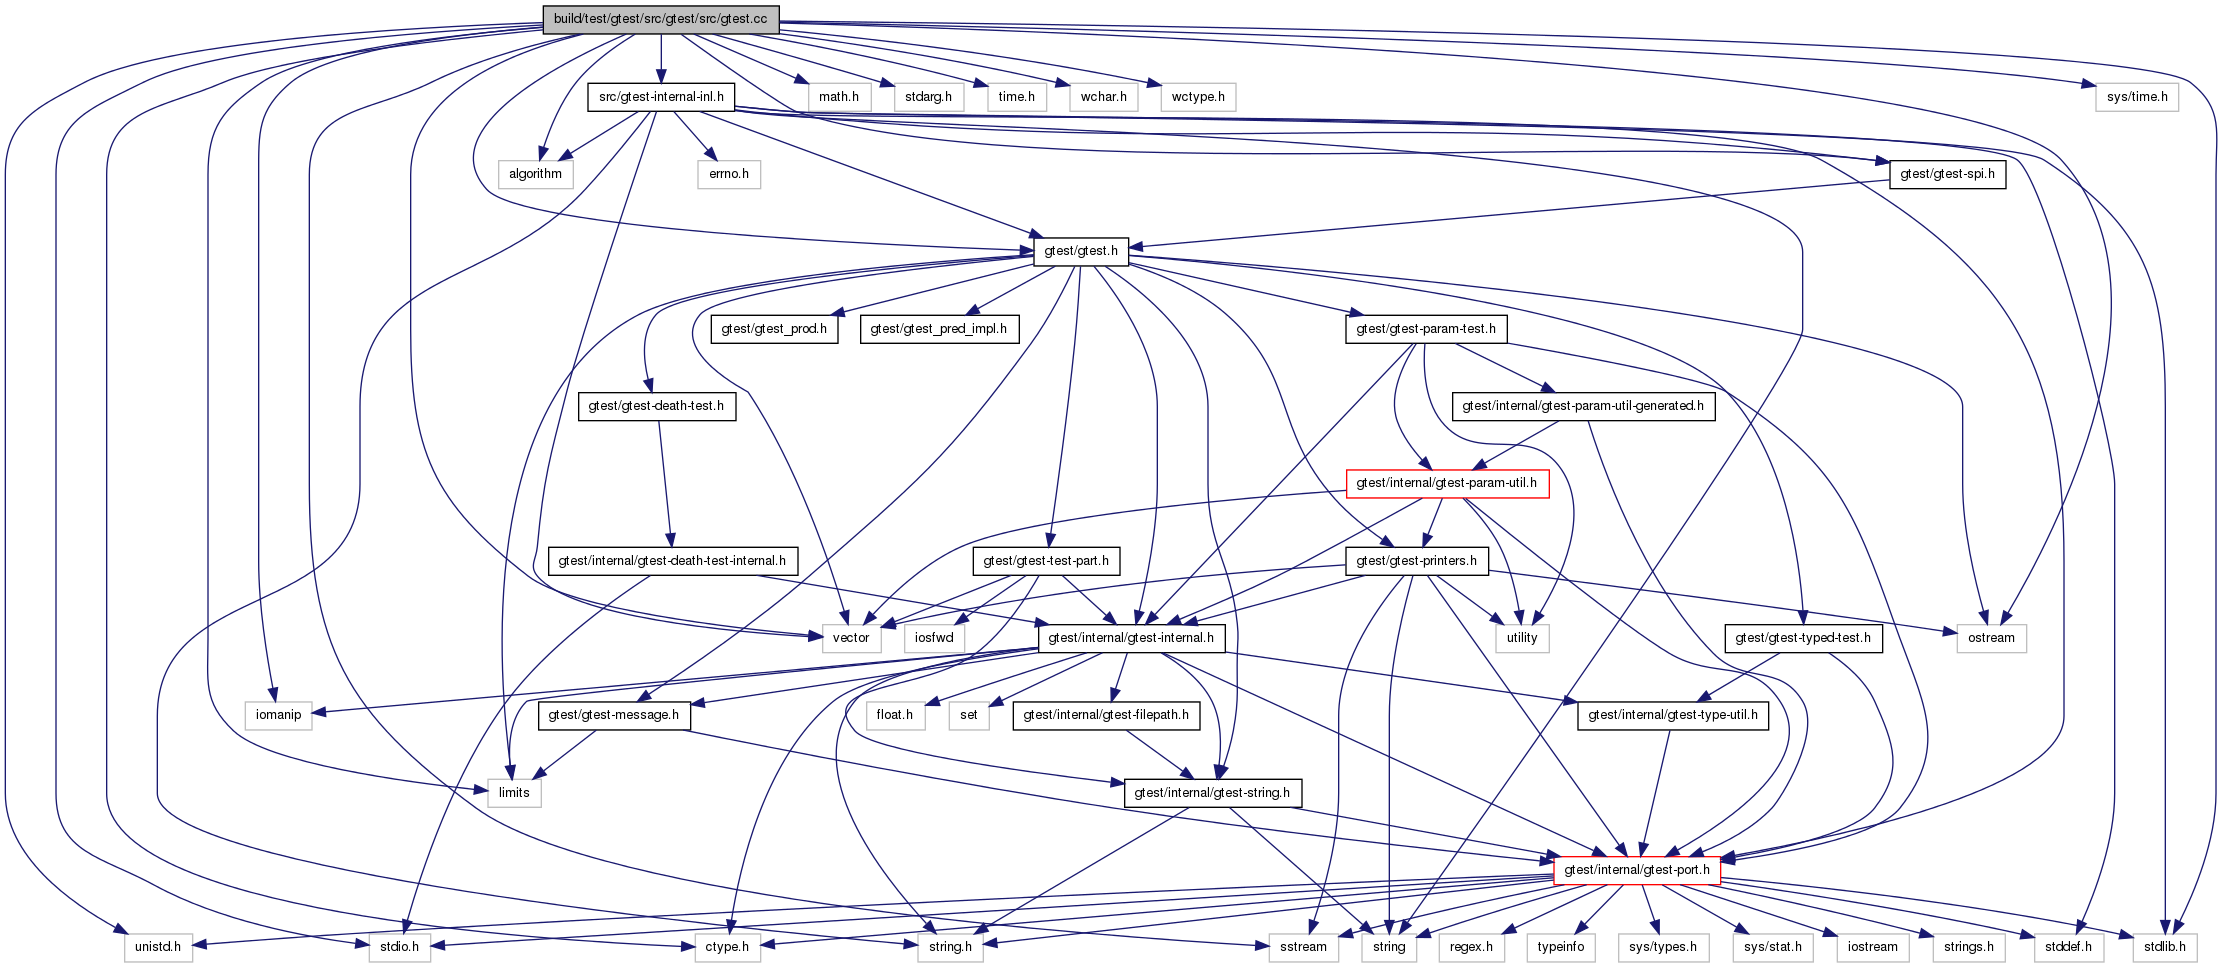 build/test/gtest/src/gtest/src/gtest.cc
src/gtest-internal-inl.h
math.h
stdarg.h
time.h
wchar.h
wctype.h
sys/time.h
algorithm
errno.h
gtest/gtest-spi.h
gtest/gtest.h
gtest/gtest_prod.h
gtest/gtest_pred_impl.h
gtest/gtest-param-test.h
gtest/gtest-death-test.h
gtest/internal/gtest-param-util-generated.h
gtest/internal/gtest-param-util.h
gtest/internal/gtest-death-test-internal.h
gtest/gtest-test-part.h
gtest/gtest-printers.h
vector
iosfwd
gtest/internal/gtest-internal.h
utility
gtest/gtest-typed-test.h
ostream
iomanip
gtest/gtest-message.h
float.h
set
gtest/internal/gtest-filepath.h
gtest/internal/gtest-type-util.h
limits
gtest/internal/gtest-string.h
gtest/internal/gtest-port.h
unistd.h
stdio.h
ctype.h
string.h
sstream
string
regex.h
typeinfo
sys/types.h
sys/stat.h
iostream
strings.h
stddef.h
stdlib.h